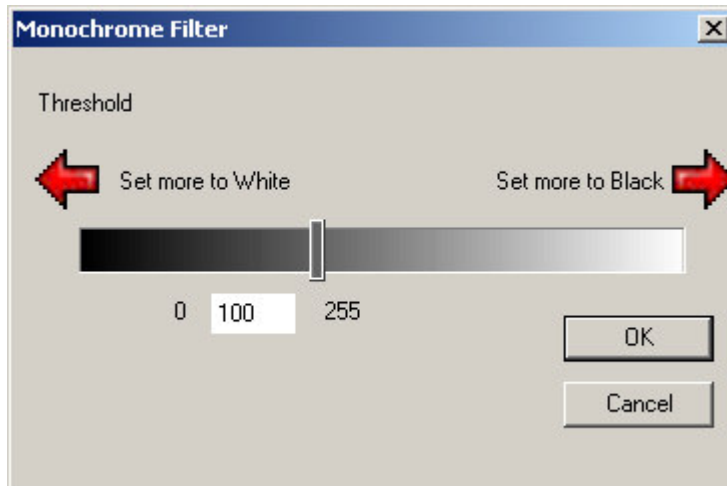 Monochrome Filter
Threshold
Set more to White Set more to Black
0 100 255
OK
Cancel